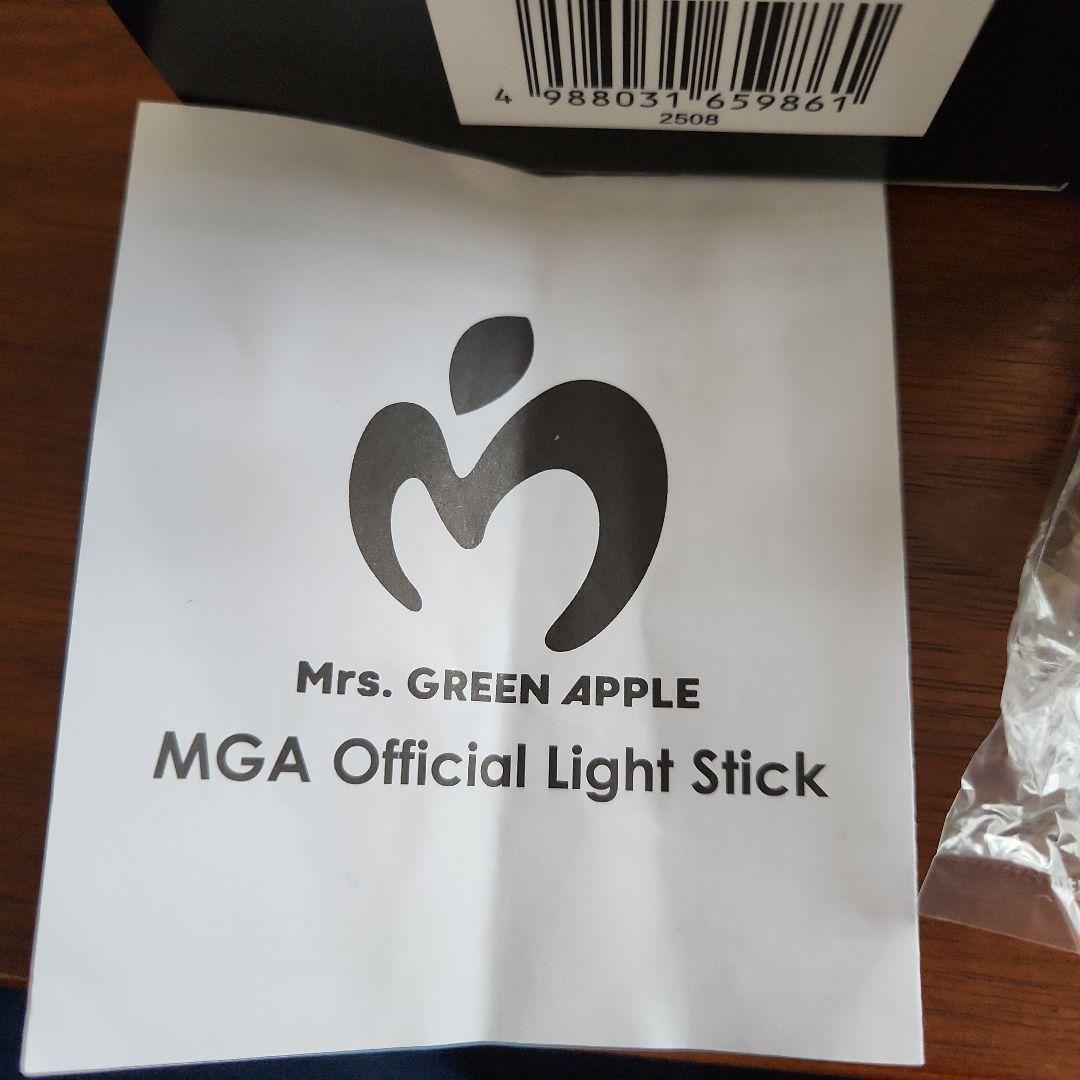 4 988031 659861
2508
Mrs. GREEN APPLE
MGA Official Light Stick